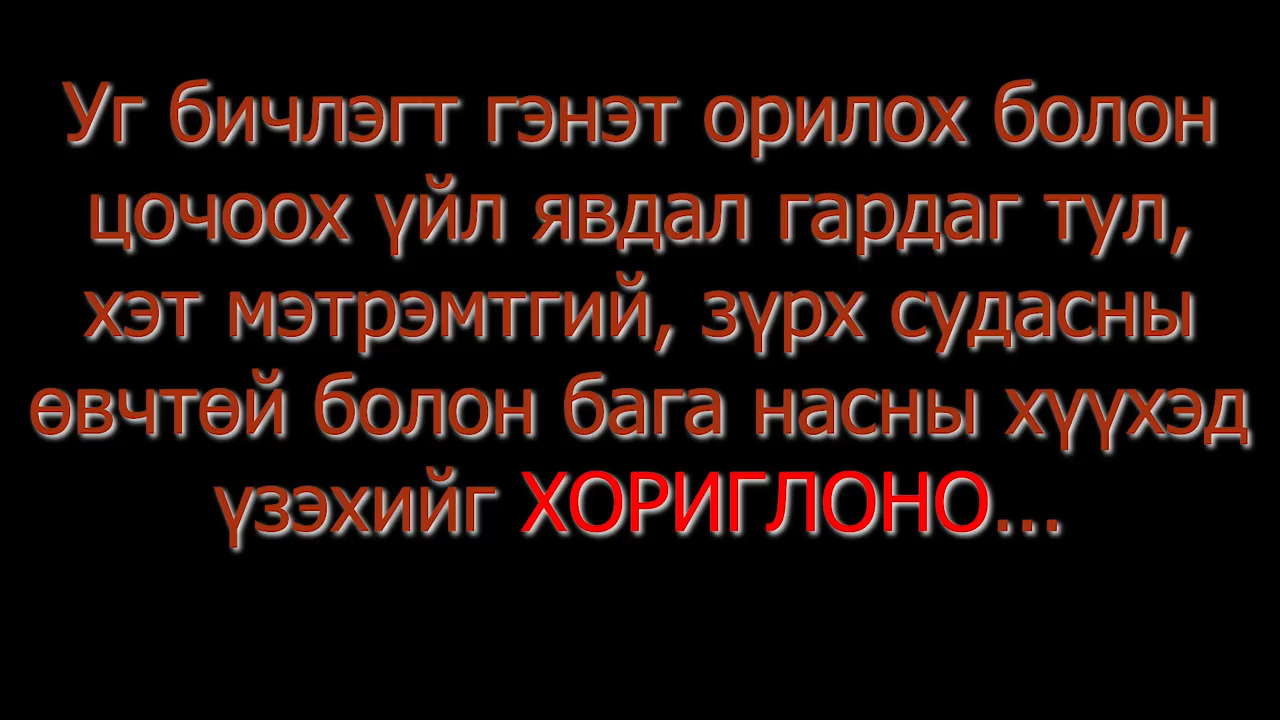 Уг бичлэгт гэнэт орилох болон
цочоох үйл явдал гардаг тул,
хэт мэтрэмтгий, зүрх судасны
өвчтөй болон бага насны хүүхэд
үзэхийг ХОРИГЛОНО...